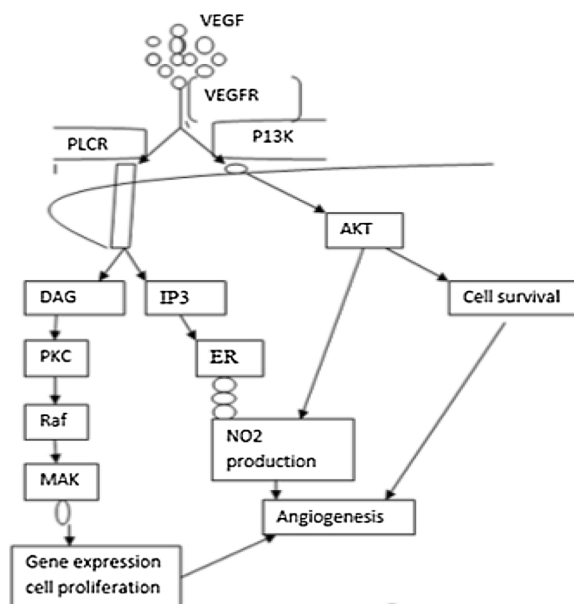 VEGF
VEGFR
PLCR
P13K
AKT
DAG
IP3
Cell survival
PKC
ER
Raf
NO2
production
MAK
Angiogenesis
Gene expression
cell proliferation